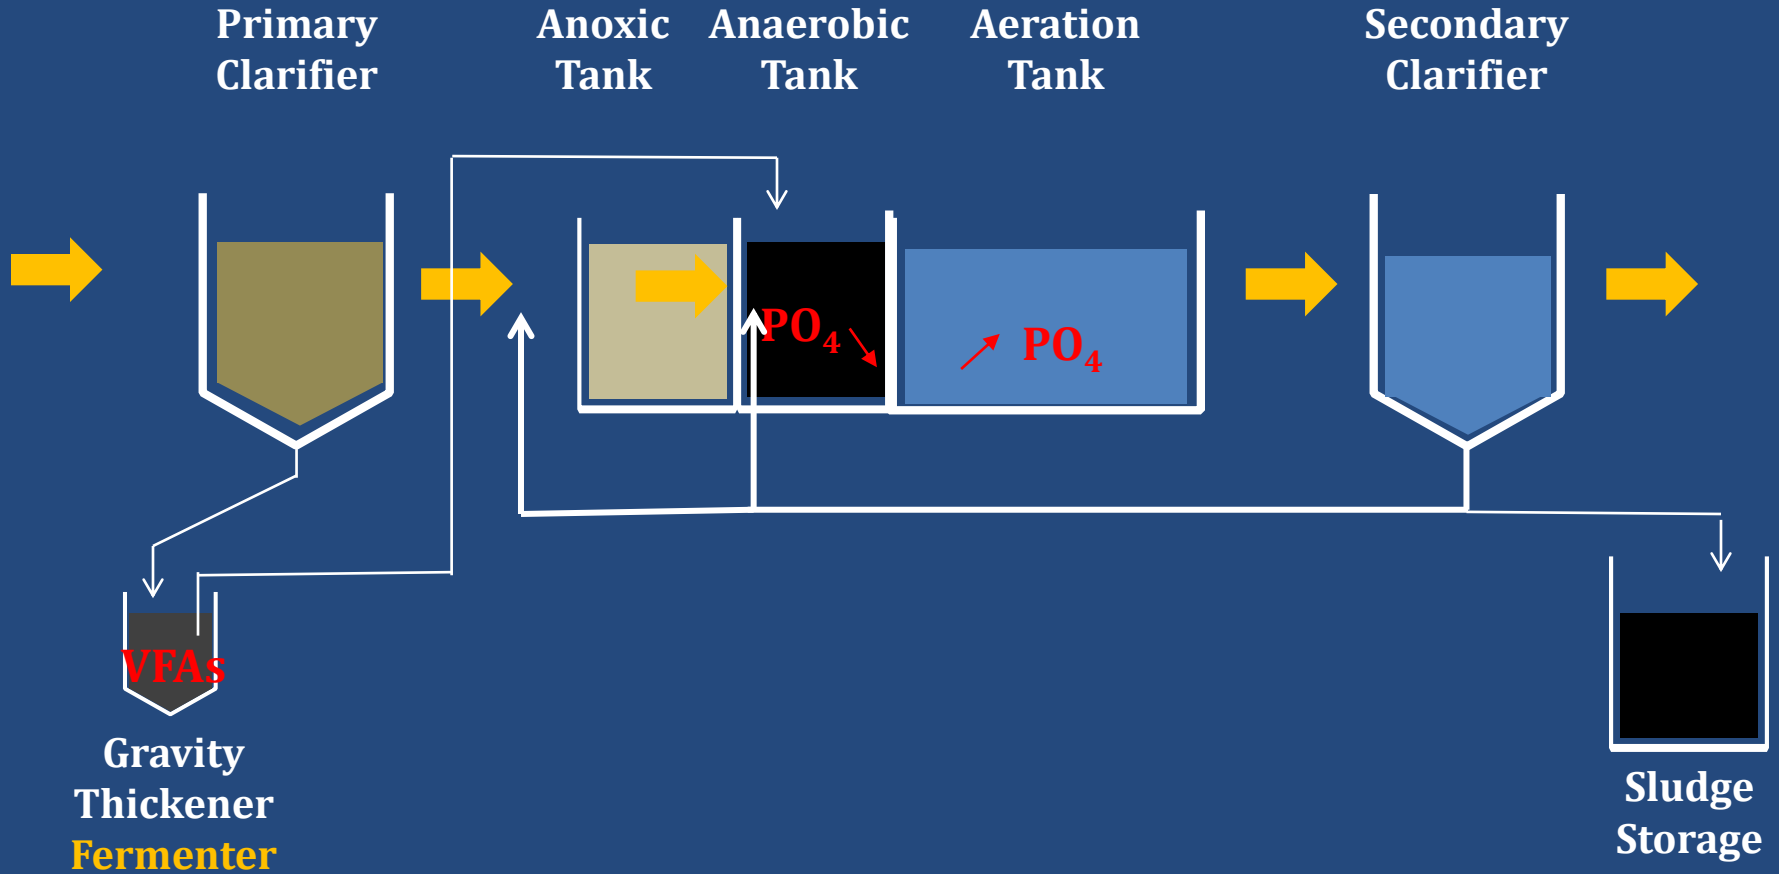 Primary
Clarifier
Anoxic
Tank
Anaerobic
Tank
Aeration
Tank
Secondary
Clarifier
PO₄
PO₄
VFAs
Gravity
Thickener
Fermenter
Sludge
Storage